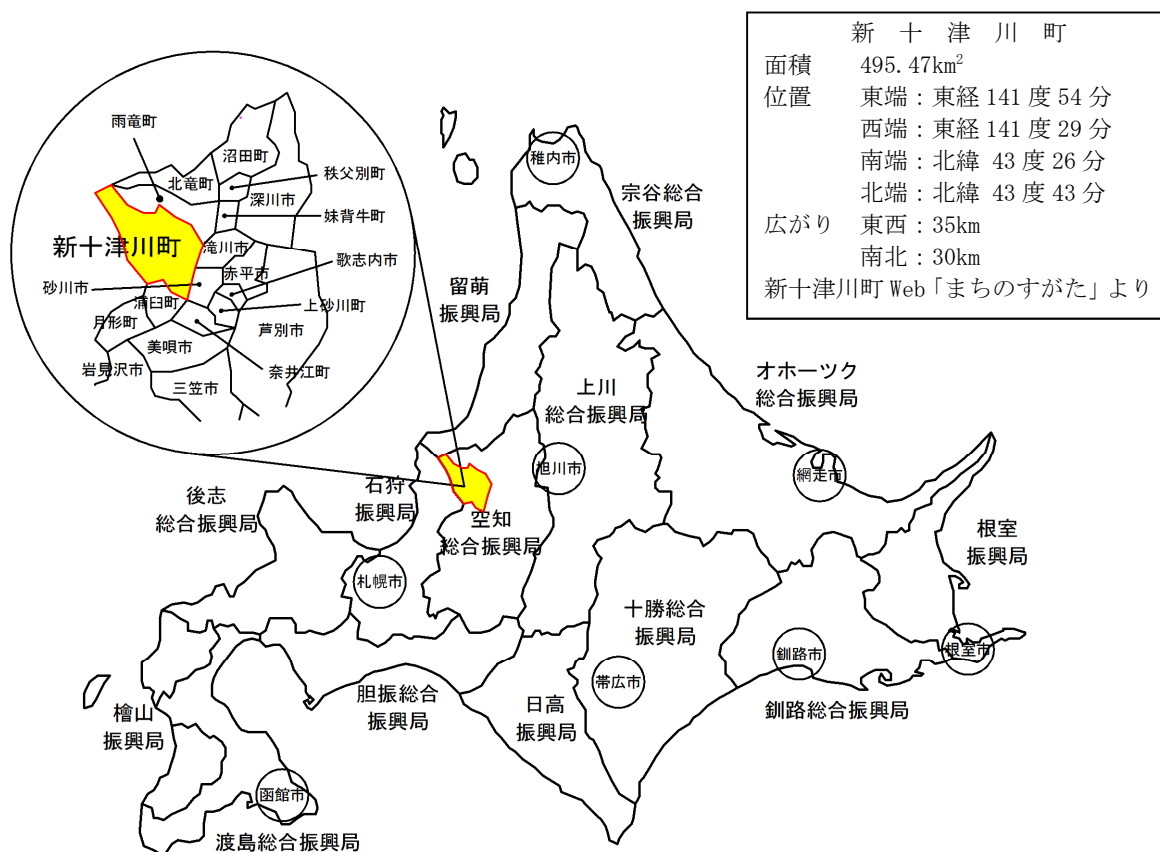 新十津川町
面積 495.47km²
位置 東端：東経 141 度 54 分
西端：東経 141 度 29 分
南端：北緯 43 度 26 分
北端：北緯 43 度 43 分
広がり 東西：35km
南北：30km
新十津川町 Web「まちのすがた」より
雨竜町
沼田町
北竜町
秩父別町
深川市
妹背牛町
新十津川町
滝川市
歌志内市
赤平市
砂川市
浦臼町
上砂川町
月形町
芦別市
美唄市
岩見沢市
奈井江町
三笠市
稚内市
宗谷総合
振興局
留萌
振興局
上川
総合振興局
オホーツク
総合振興局
旭川市
網走市
石狩
振興局
後志
総合振興局
空知
総合振興局
根室
振興局
札幌市
十勝総合
振興局
釧路市
根室市
帯広市
胆振総合
振興局
日高
振興局
釧路総合振興局
檜山
振興局
函館市
渡島総合振興局